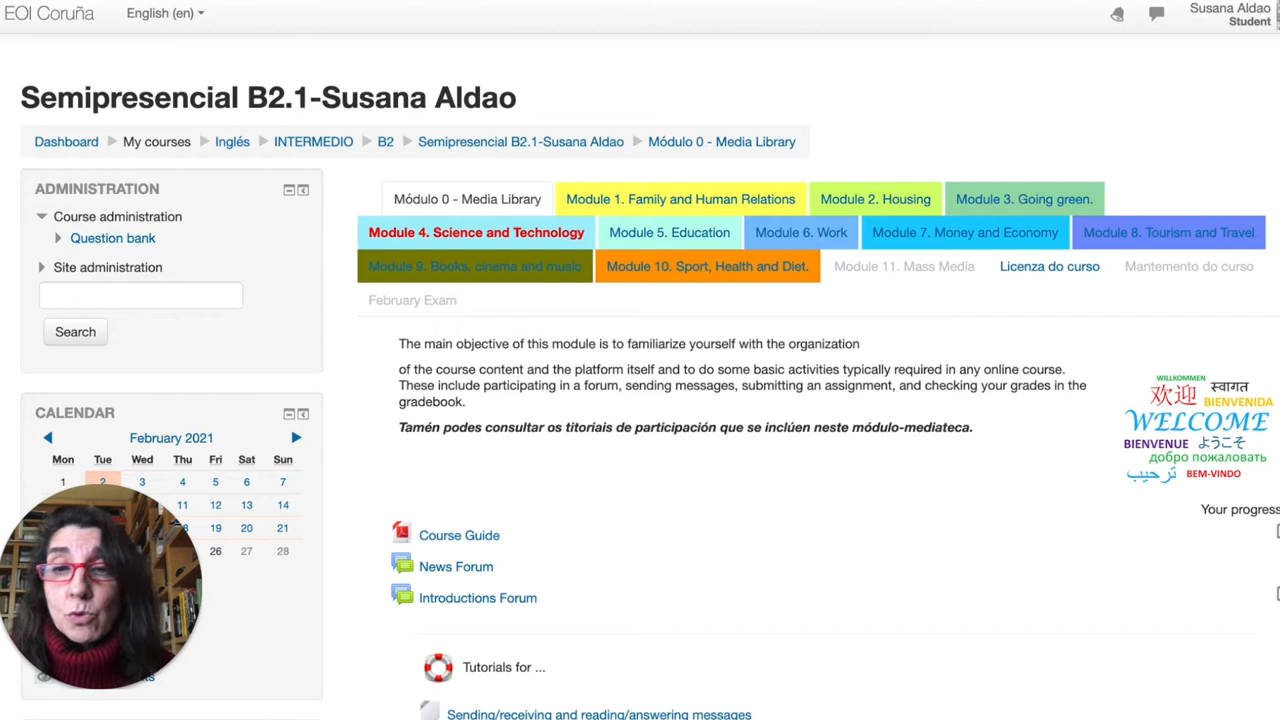 EOI Coruña
English (en)
Susana Aldao
Student
Semipresencial B2.1-Susana Aldao
Dashboard
My courses
Inglés
INTERMEDIO
B2
Semipresencial B2.1-Susana Aldao
Módulo 0 - Media Library
ADMINISTRATION
Course administration
Question bank
Site administration
Search
CALENDAR
February 2021
Mon Tue Wed Thu Fri Sat Sun
1 2 3 4 5 6 7
11 12 13 14
19 20 21
26 27 28
Módulo 0 - Media Library
Module 1. Family and Human Relations
Module 2. Housing
Module 3. Going green.
Module 4. Science and Technology
Module 5. Education
Module 6. Work
Module 7. Money and Economy
Module 8. Tourism and Travel
Module 9. Books, cinema and music
Module 10. Sport, Health and Diet.
Module 11. Mass Media
Licenza do curso
Mantemento do curso
February Exam
The main objective of this module is to familiarize yourself with the organization
of the course content and the platform itself and to do some basic activities typically required in any online course.
These include participating in a forum, sending messages, submitting an assignment, and checking your grades in the
gradebook.
Tamén podes consultar os titoriais de participación que se inclúen neste módulo-mediateca.
WILLKOMMEN
欢迎 स्वागत
BIENVENIDA
WELCOME
BIENVENUE ようこそ
добро пожаловать
ترحيب BEM-VINDO
Your progress
Course Guide
News Forum
Introductions Forum
Tutorials for ...
Sending/receiving and reading/answering messages